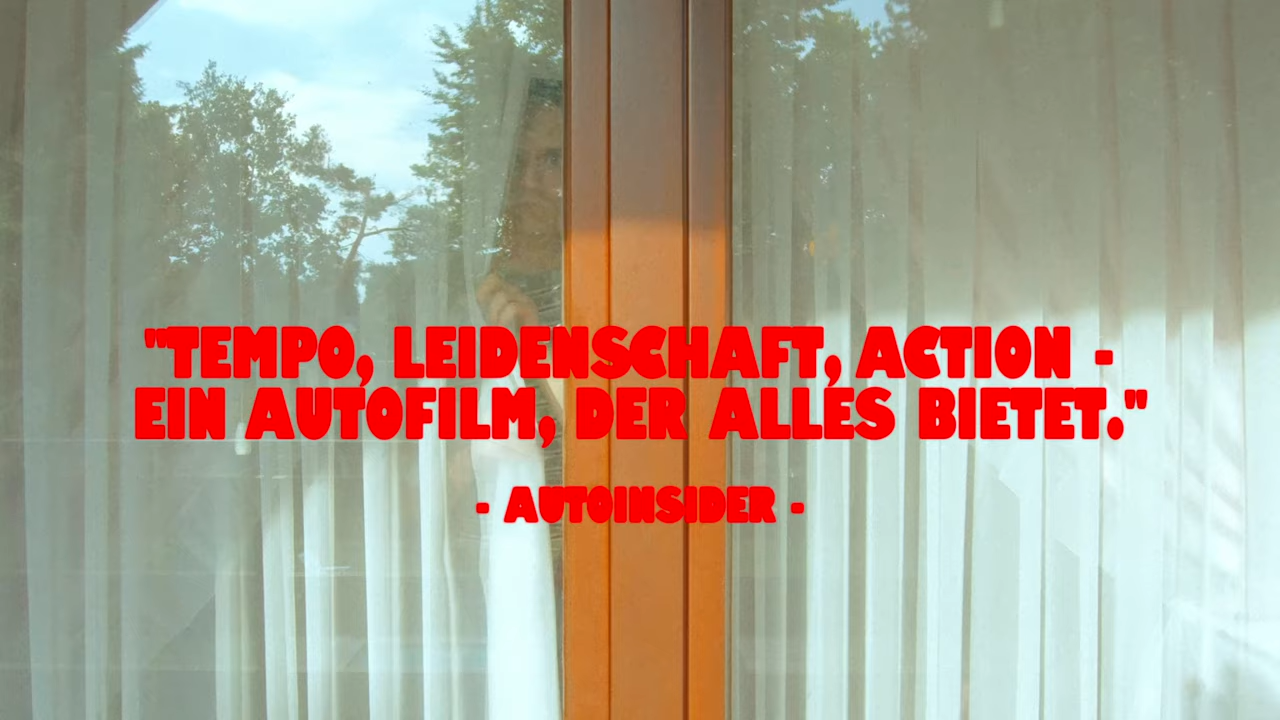 "TEMPO, LEIDENSCHAFT, ACTION -
EIN AUTOFILM, DER ALLES BIETET."
- AUTOINSIDER -